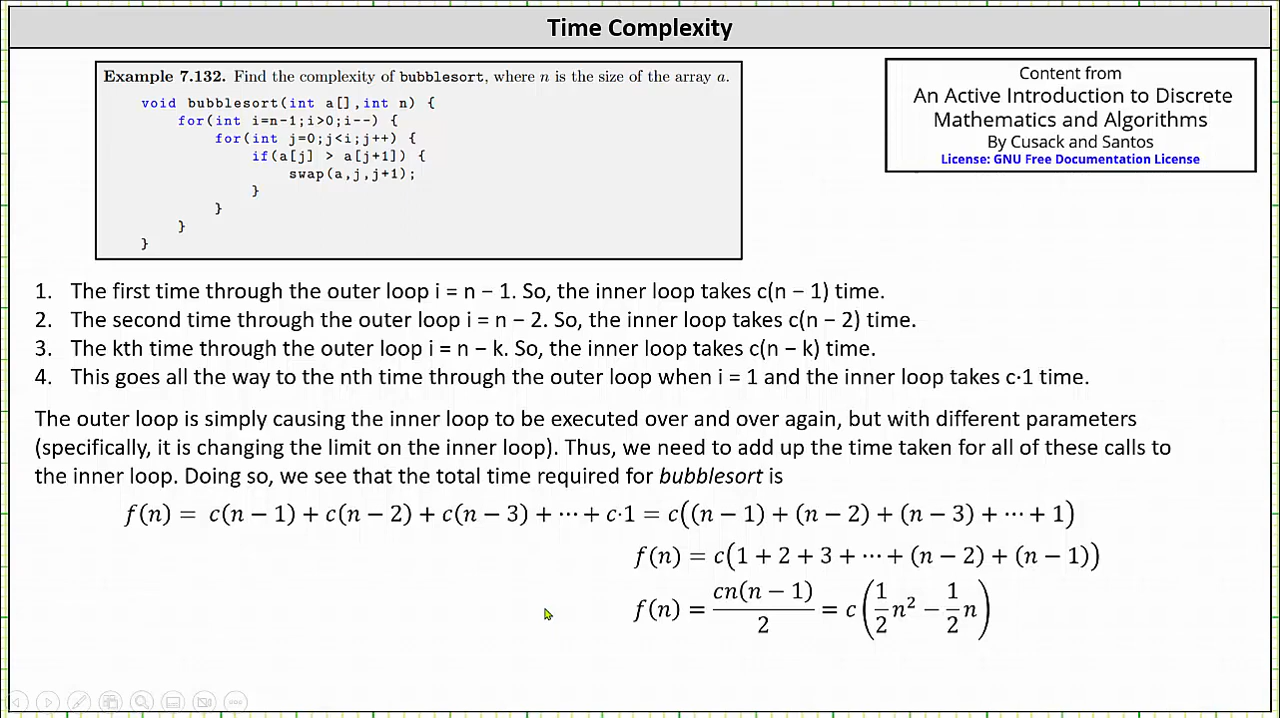 Time Complexity
Example 7.132. Find the complexity of bubblesort, where n is the size of the array a.
void bubblesort(int a[],int n) {
for(int i=n-1;i>0;i--) {
for(int j=0;j<i;j++) {
if(a[j] > a[j+1]) {
swap(a,j,j+1);
}
}
}
}
Content from
An Active Introduction to Discrete
Mathematics and Algorithms
By Cusack and Santos
License: GNU Free Documentation License
1. The first time through the outer loop i = n − 1. So, the inner loop takes c(n − 1) time.
2. The second time through the outer loop i = n − 2. So, the inner loop takes c(n − 2) time.
3. The kth time through the outer loop i = n − k. So, the inner loop takes c(n − k) time.
4. This goes all the way to the nth time through the outer loop when i = 1 and the inner loop takes c·1 time.
The outer loop is simply causing the inner loop to be executed over and over again, but with different parameters
(specifically, it is changing the limit on the inner loop). Thus, we need to add up the time taken for all of these calls to
the inner loop. Doing so, we see that the total time required for bubblesort is
f(n) = c(n − 1) + c(n − 2) + c(n − 3) + ⋯ + c·1 = c((n − 1) + (n − 2) + (n − 3) + ⋯ + 1)
f(n) = c(1 + 2 + 3 + ⋯ + (n − 2) + (n − 1))
f(n) = cn(n − 1)/2 = c(1/2 n² − 1/2 n)